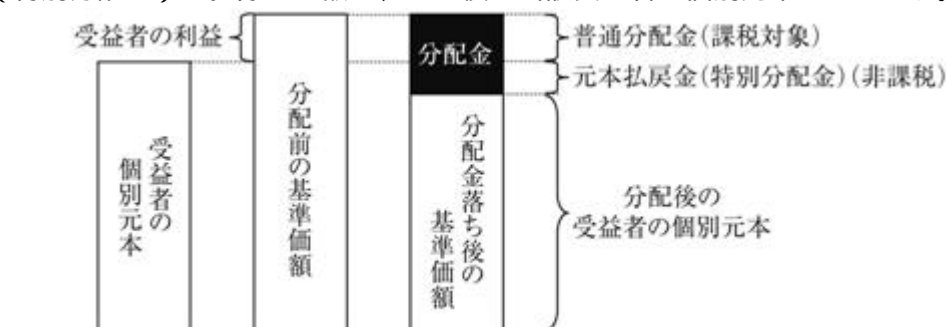 受益者の利益
分配金
普通分配金(課税対象)
元本払戻金(特別分配金)(非課税)
受益者の
個別元本
分配前の基準価額
分配金落ち後の
基準価額
分配後の
受益者の個別元本